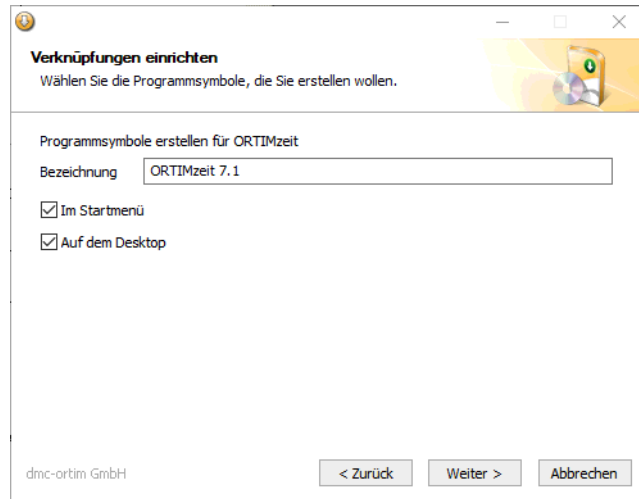 Verknüpfungen einrichten
Wählen Sie die Programmsymbole, die Sie erstellen wollen.
Programmsymbole erstellen für ORTIMzeit
Bezeichnung ORTIMzeit 7.1
Im Startmenü
Auf dem Desktop
dmc-ortim GmbH < Zurück Weiter > Abbrechen